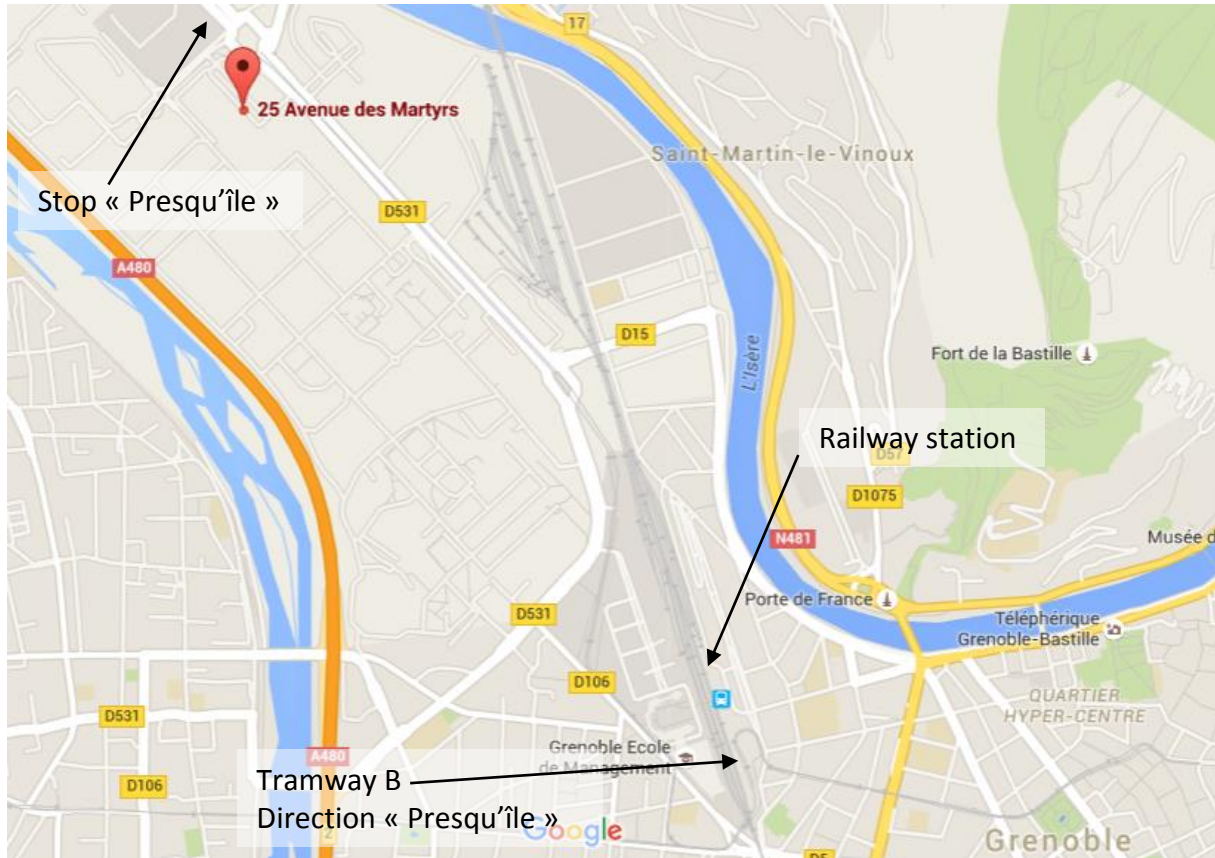 17
25 Avenue des Martyrs
Saint-Martin-le-Vinoux
Stop « Presqu’île »
D531
A480
D15
L'Isère
Fort de la Bastille
Railway station
D57
D1075
N481
Musée d
Porte de France
Téléphérique
Grenoble-Bastille
D531
D106
QUARTIER
HYPER-CENTRE
D531
A480
Grenoble Ecole
de Management
D106
Tramway B
Direction « Presqu’île »
Google
Grenoble
D5